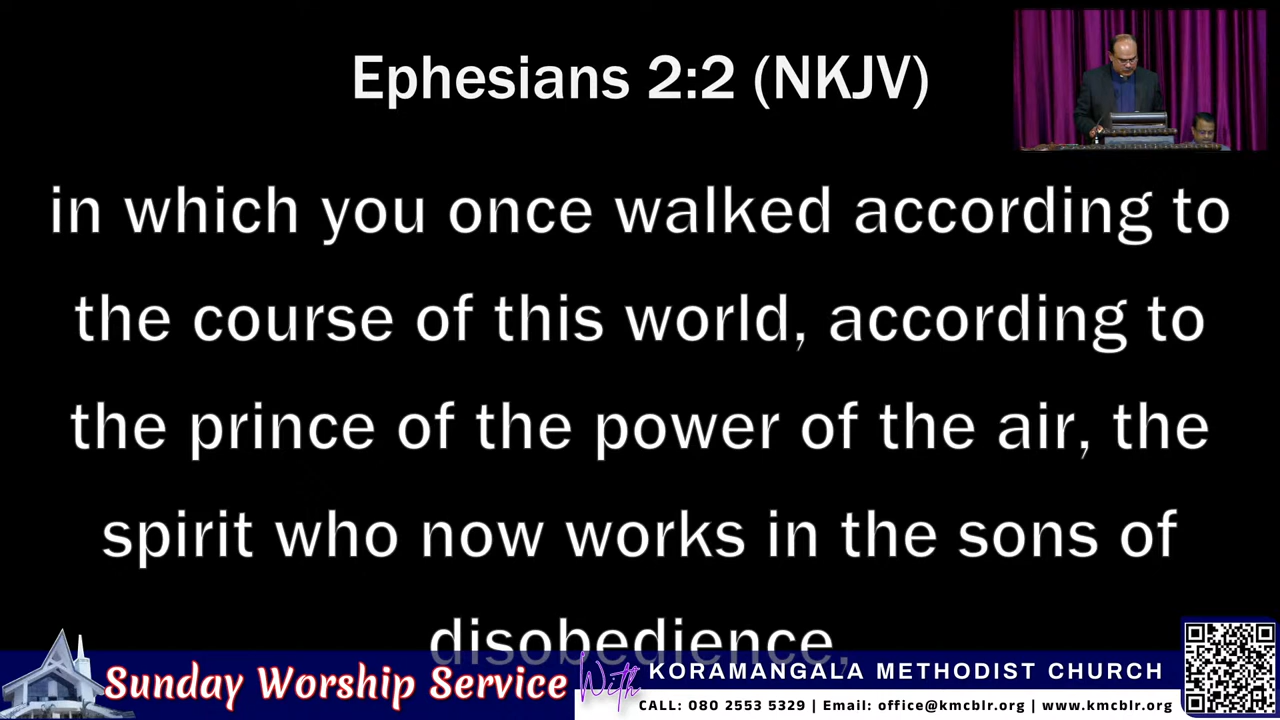 Ephesians 2:2 (NKJV)
in which you once walked according to
the course of this world, according to
the prince of the power of the air, the
spirit who now works in the sons of
disobedience,
Sunday Worship Service With KORAMANGALA METHODIST CHURCH
CALL: 080 2553 5329 | Email: office@kmcblr.org | www.kmcblr.org